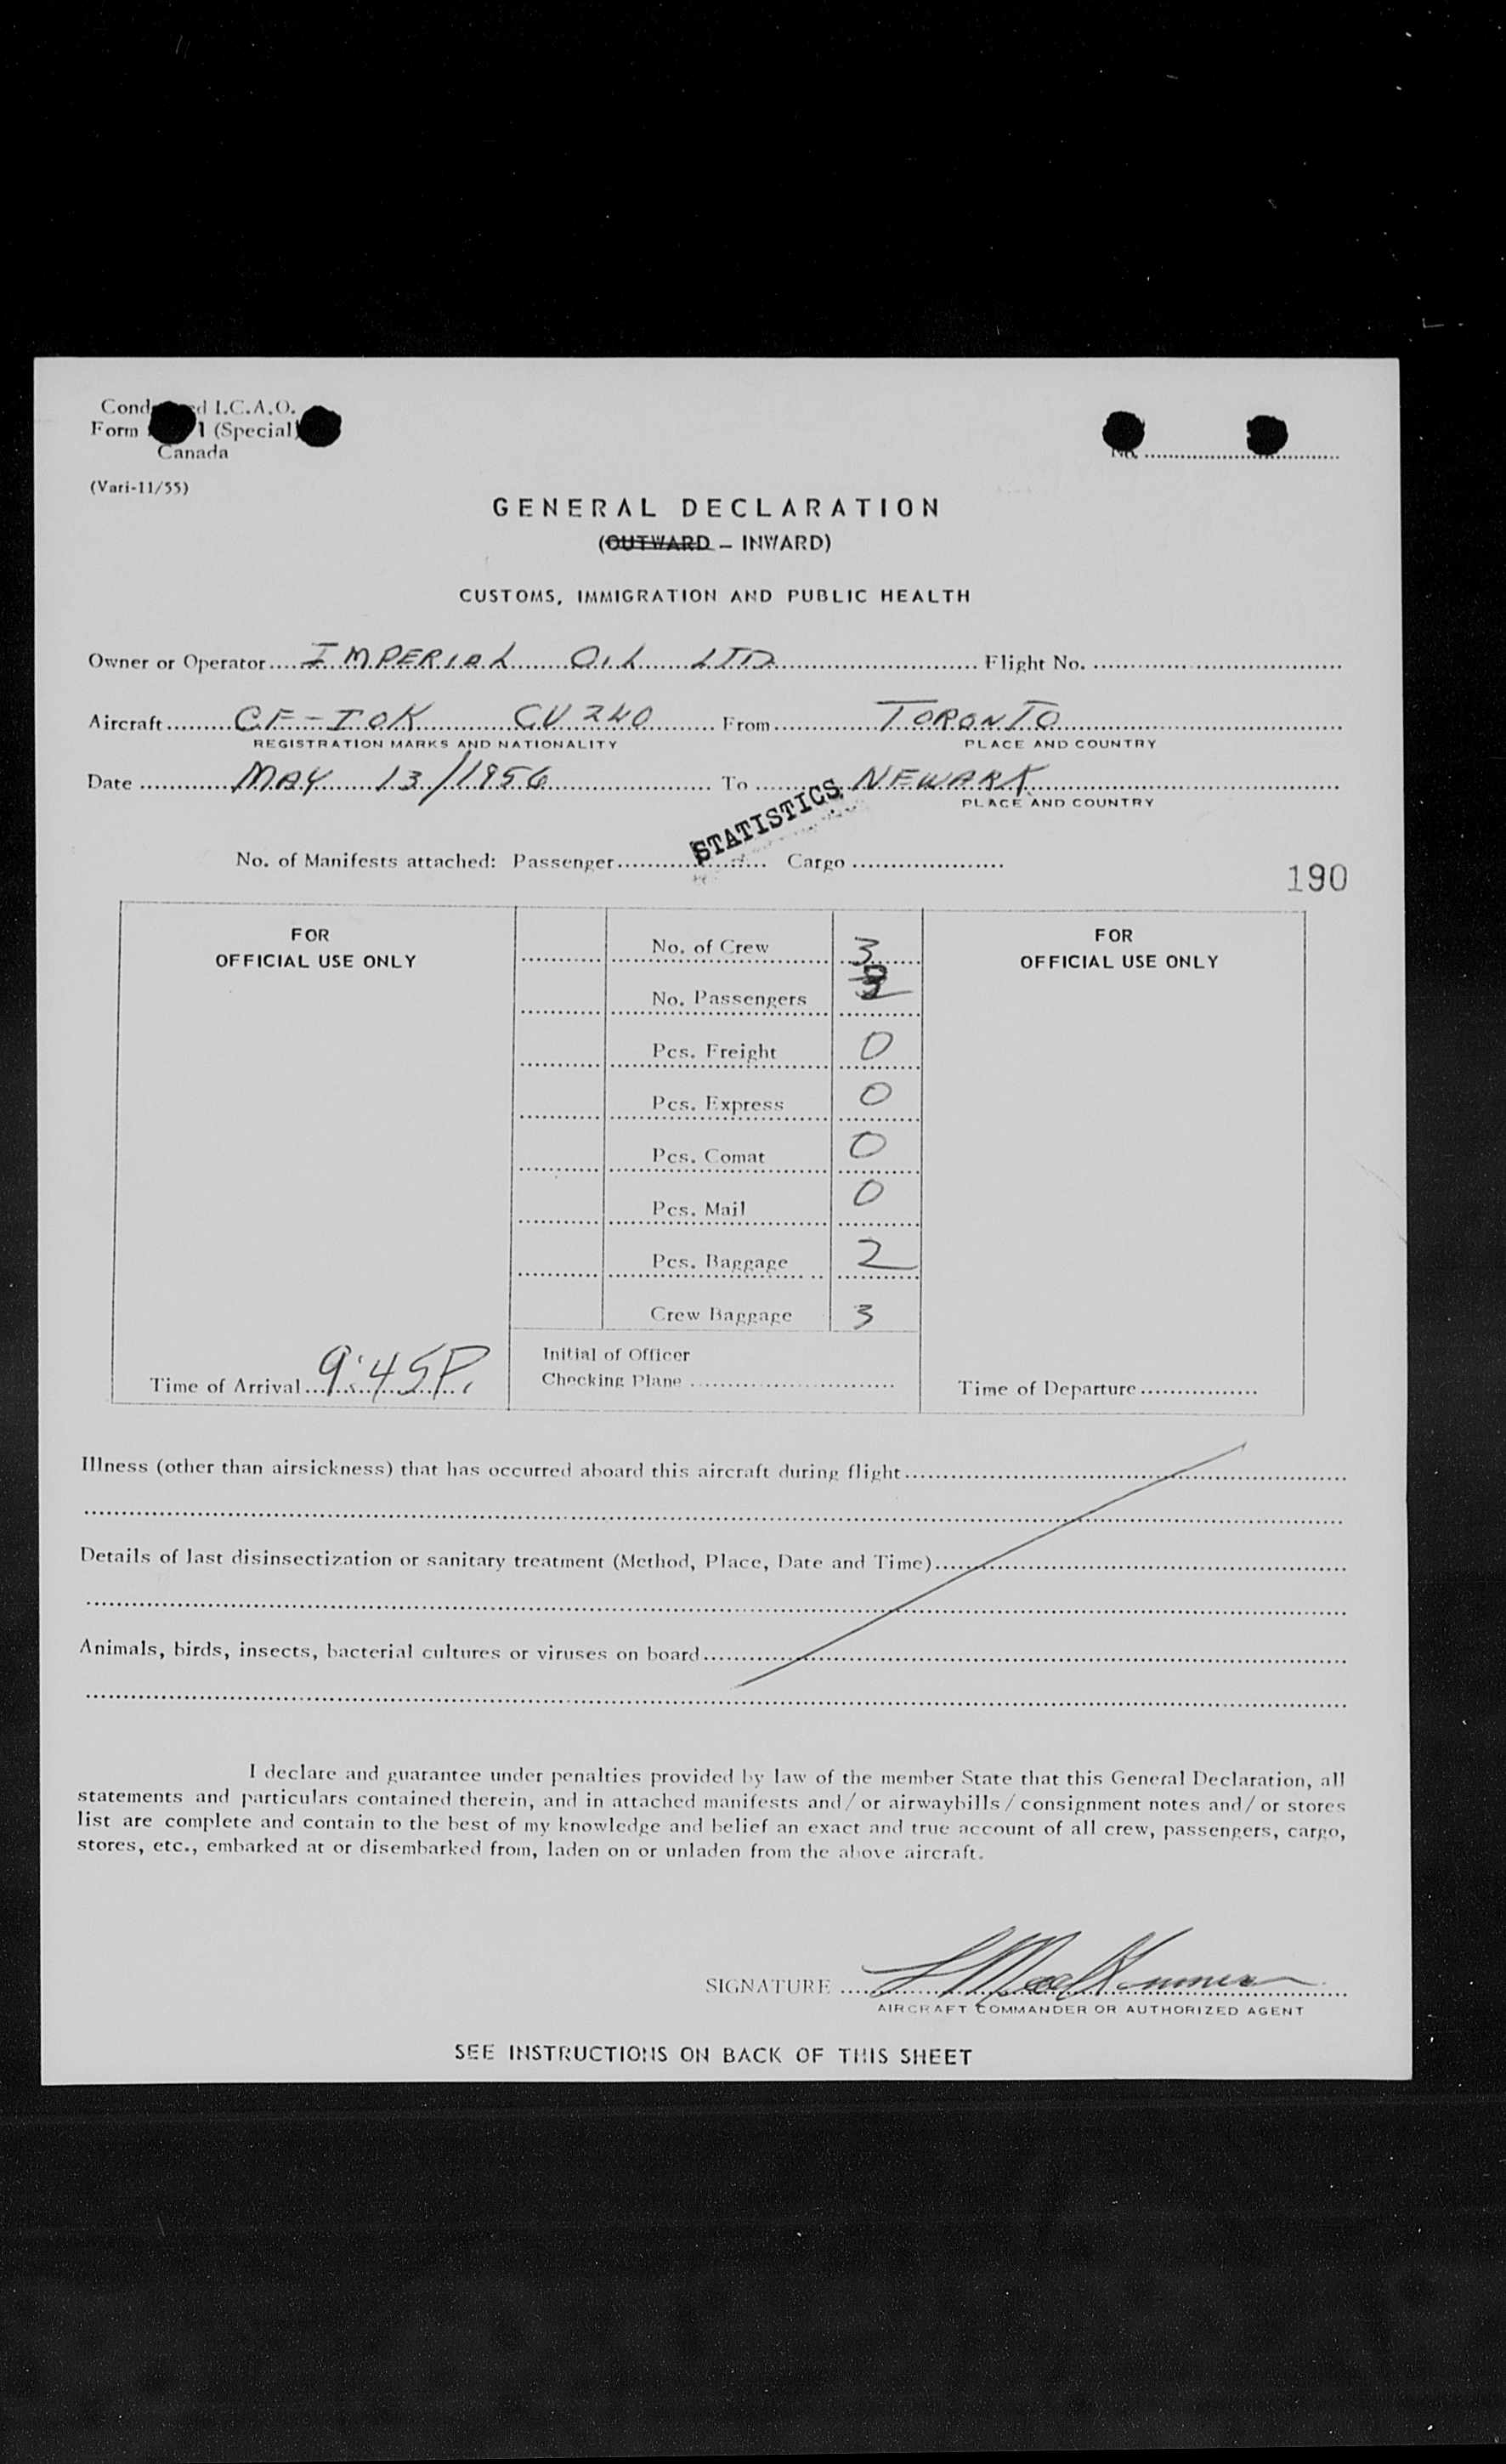 Cond d I.C.A.O.
Form 1 (Special)
Canada
No. ....................
(Vari-11/55)
GENERAL DECLARATION
(OUTWARD – INWARD)
CUSTOMS, IMMIGRATION AND PUBLIC HEALTH
Owner or Operator.... IMPERIAL OIL LTD .................... Flight No. ....................
Aircraft.......... CF-IOK CV 240 .......... From.......... TORONTO ....................
REGISTRATION MARKS AND NATIONALITY PLACE AND COUNTRY
Date .......... MAY 13/1956 .................... To .......... NEWARK ....................
PLACE AND COUNTRY
STATISTICS
No. of Manifests attached: Passenger.................... Cargo ....................
190
FOR
OFFICIAL USE ONLY
No. of Crew 3
No. Passengers
Pcs. Freight 0
Pcs. Express 0
Pcs. Comat 0
Pcs. Mail 0
Pcs. Baggage 2
Crew Baggage 3
Time of Arrival.... 9:45P.
Initial of Officer
Checking Plane ....................
FOR
OFFICIAL USE ONLY
Time of Departure................
Illness (other than airsickness) that has occurred aboard this aircraft during flight....................
Details of last disinsectization or sanitary treatment (Method, Place, Date and Time)....................
Animals, birds, insects, bacterial cultures or viruses on board....................
I declare and guarantee under penalties provided by law of the member State that this General Declaration, all
statements and particulars contained therein, and in attached manifests and/or airwaybills/consignment notes and/or stores
list are complete and contain to the best of my knowledge and belief an exact and true account of all crew, passengers, cargo,
stores, etc., embarked at or disembarked from, laden on or unladen from the above aircraft.
SIGNATURE ....................
AIRCRAFT COMMANDER OR AUTHORIZED AGENT
SEE INSTRUCTIONS ON BACK OF THIS SHEET